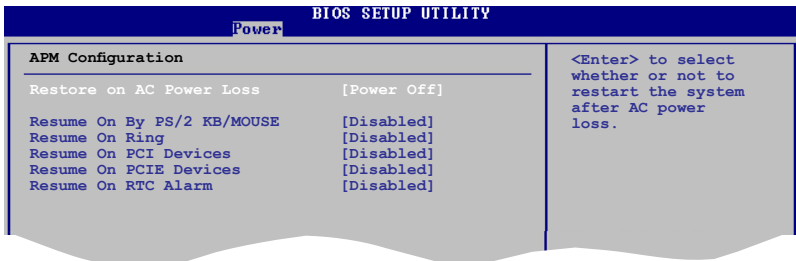 BIOS SETUP UTILITY
Power
APM Configuration
Restore on AC Power Loss [Power Off]
Resume On By PS/2 KB/MOUSE [Disabled]
Resume On Ring [Disabled]
Resume On PCI Devices [Disabled]
Resume On PCIE Devices [Disabled]
Resume On RTC Alarm [Disabled]
<Enter> to select
whether or not to
restart the system
after AC power
loss.